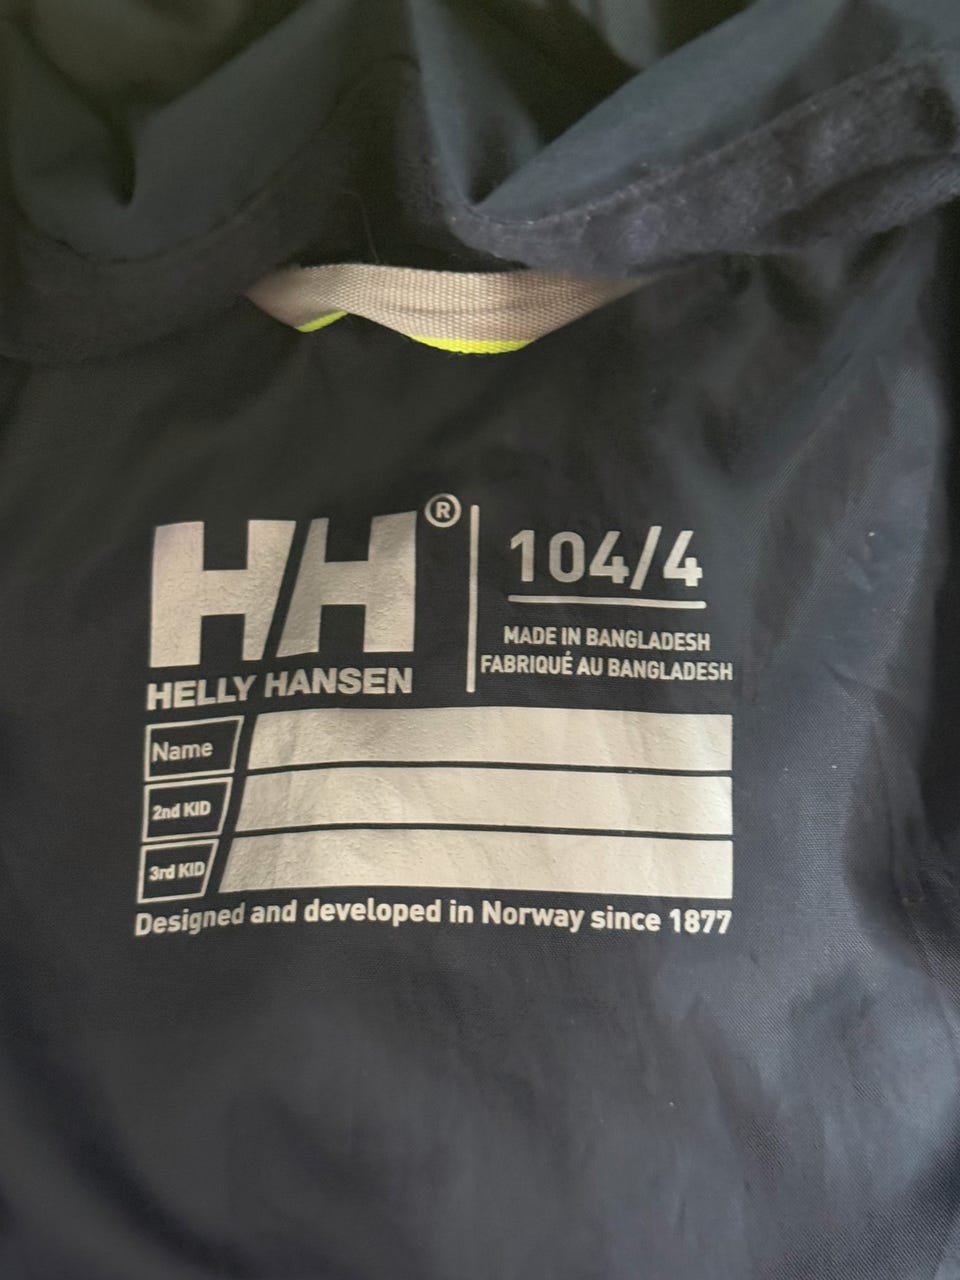 HH®
HELLY HANSEN
104/4
MADE IN BANGLADESH
FABRIQUÉ AU BANGLADESH
Name
2nd KID
3rd KID
Designed and developed in Norway since 1877